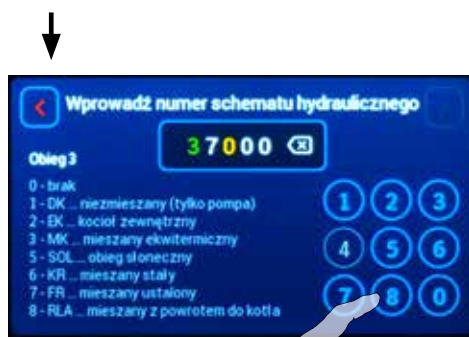 Wprowadź numer schematu hydraulicznego
37000
Obieg 3
0 - brak
1 - DK ... niezmieszany (tylko pompa)
2 - EK ... kocioł zewnętrzny
3 - MK ... mieszany ekwitermiczny
5 - SOL ... obieg słoneczny
6 - KR ... mieszany stały
7 - FR ... mieszany ustalony
8 - RLA ... mieszany z powrotem do kotła
1 2 3
4 5 6
7 8 0